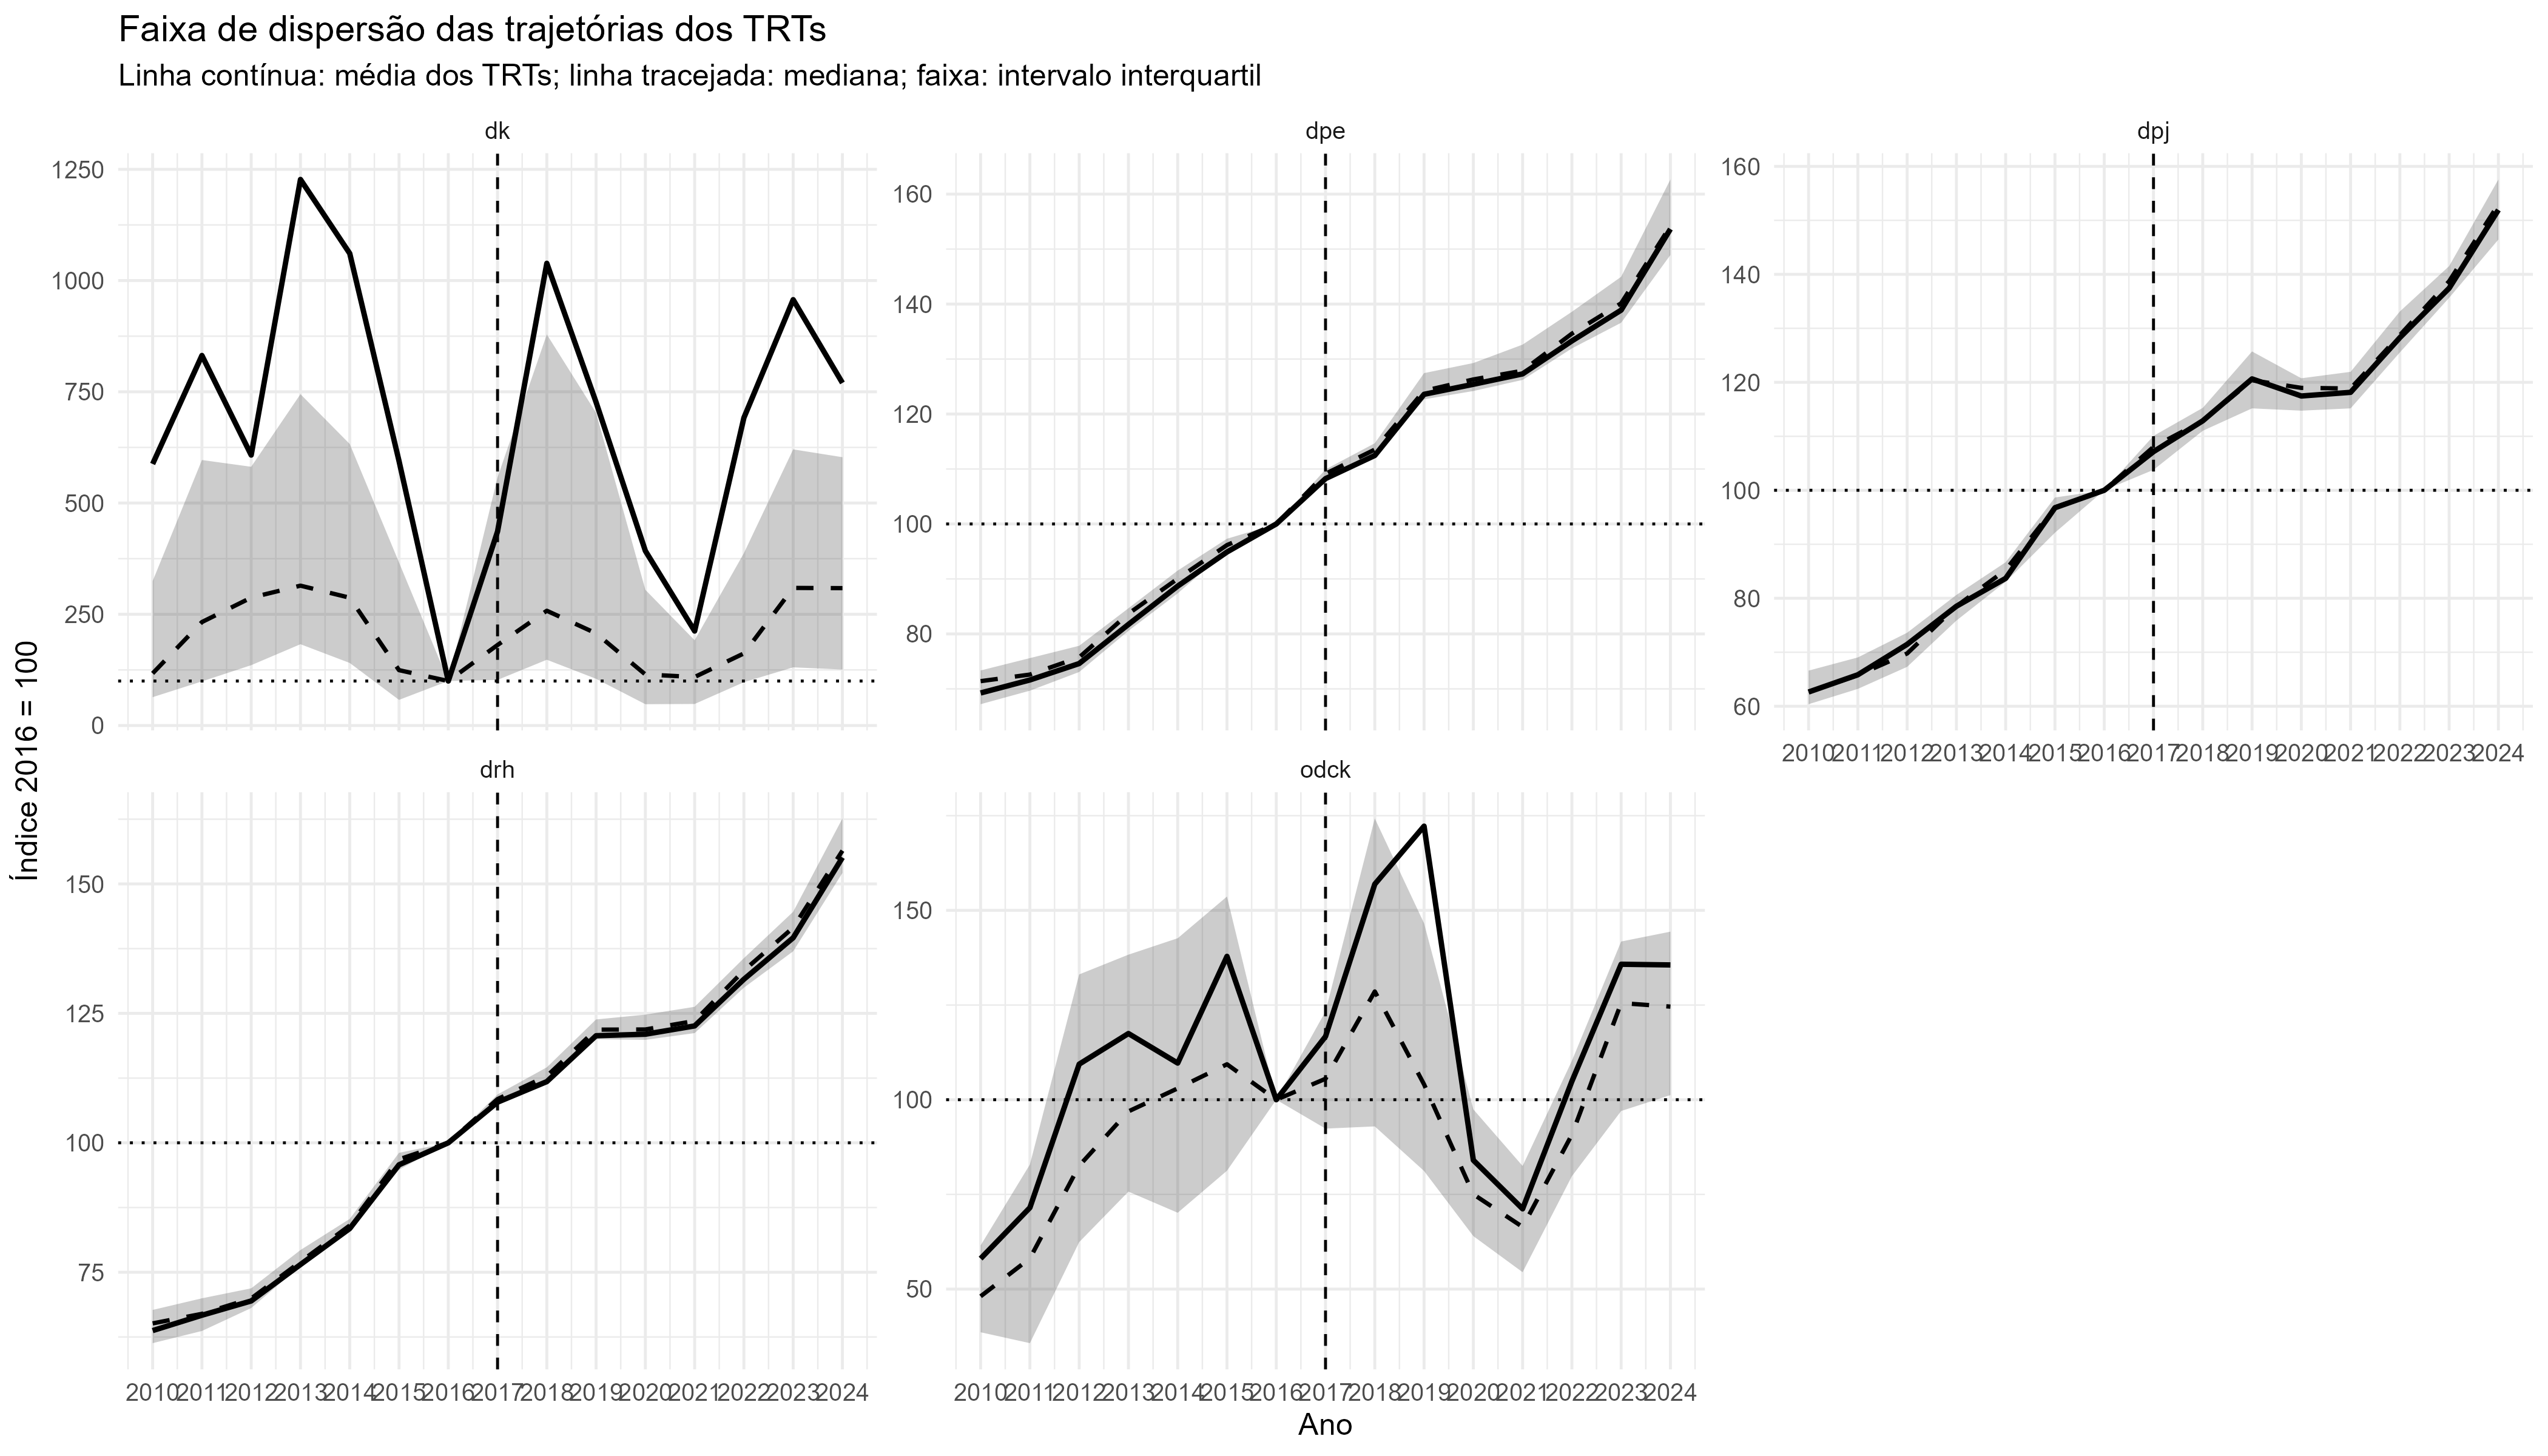 Faixa de dispersão das trajetórias dos TRTs
Linha contínua: média dos TRTs; linha tracejada: mediana; faixa: intervalo interquartil
dk
dpe
dpj
1250
1000
750
500
250
0
160
140
120
100
80
160
140
120
100
80
60
2010 2011 2012 2013 2014 2015 2016 2017 2018 2019 2020 2021 2022 2023 2024
Índice 2016 = 100
drh
odck
150
125
100
75
150
100
50
2010 2011 2012 2013 2014 2015 2016 2017 2018 2019 2020 2021 2022 2023 2024
2010 2011 2012 2013 2014 2015 2016 2017 2018 2019 2020 2021 2022 2023 2024
Ano